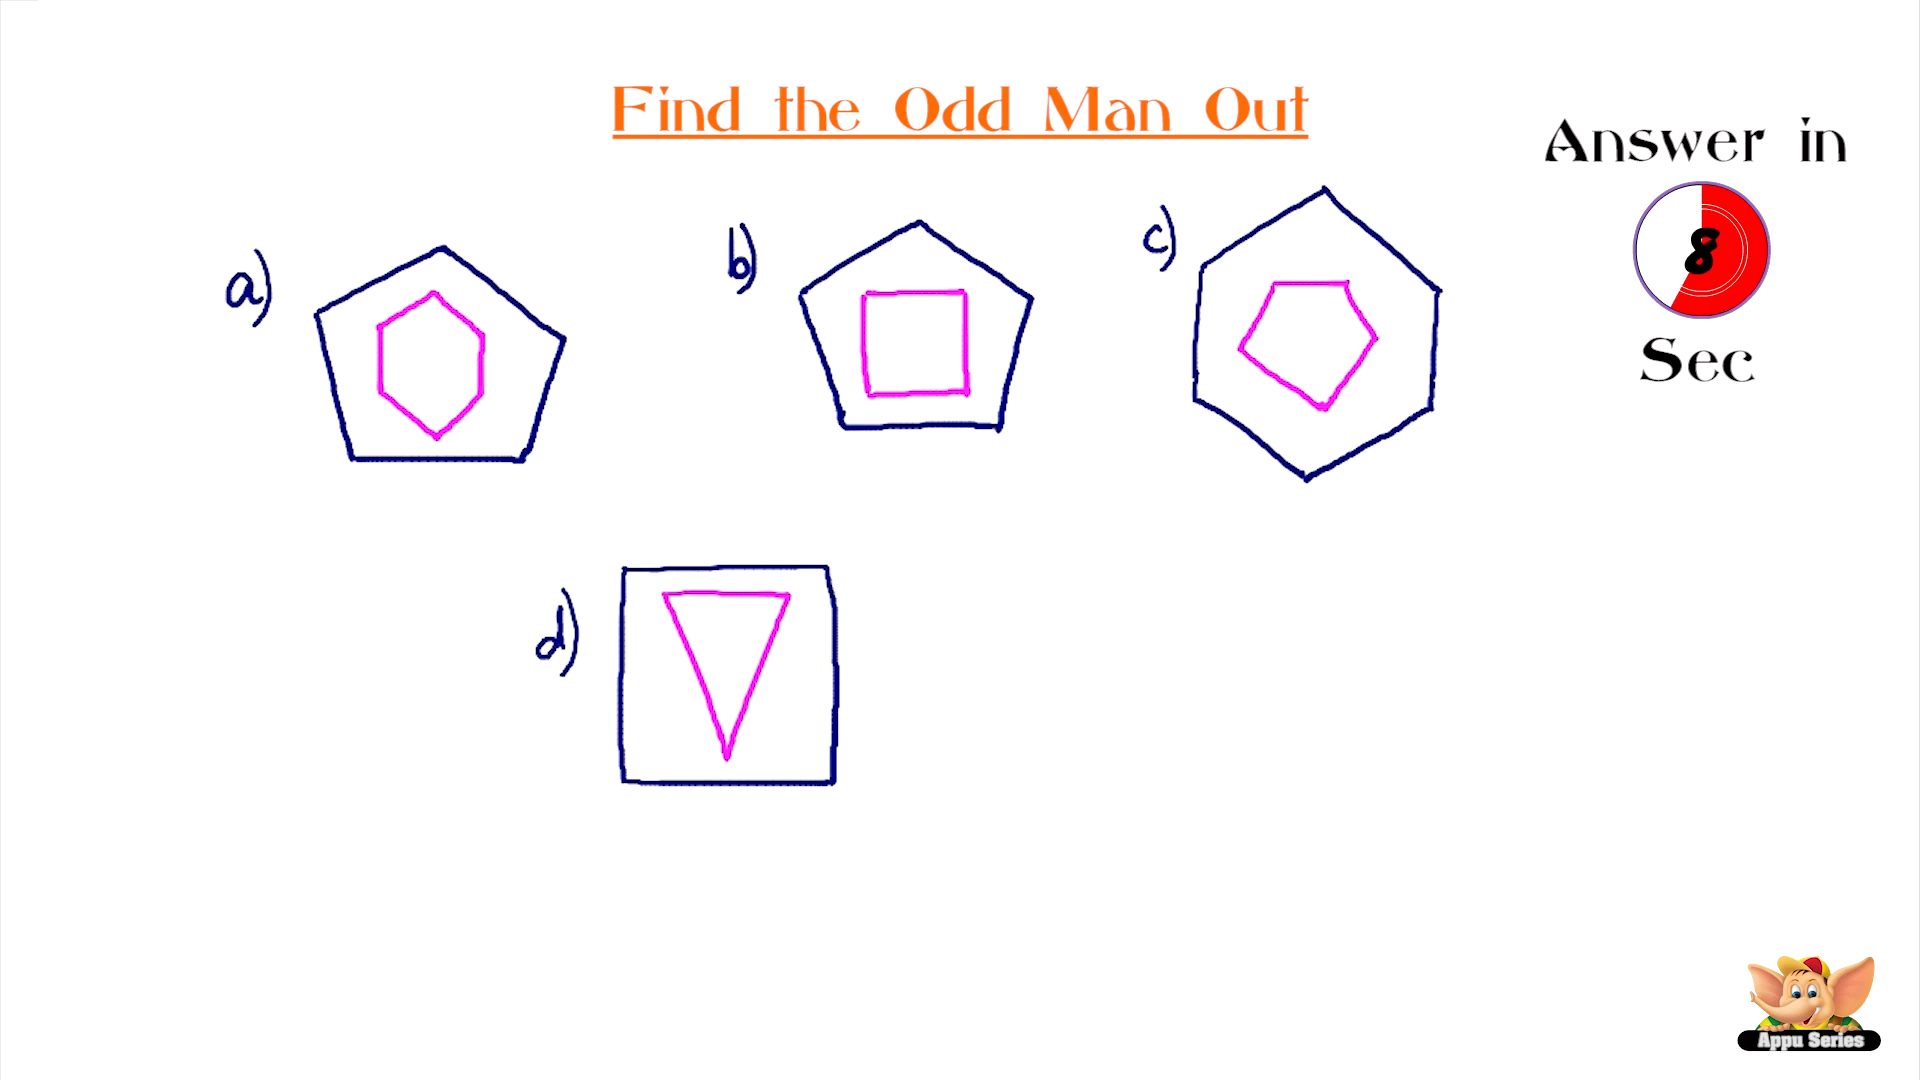 Find the Odd Man Out
Answer in
8
Sec
a)
b)
c)
d)
Appu Series